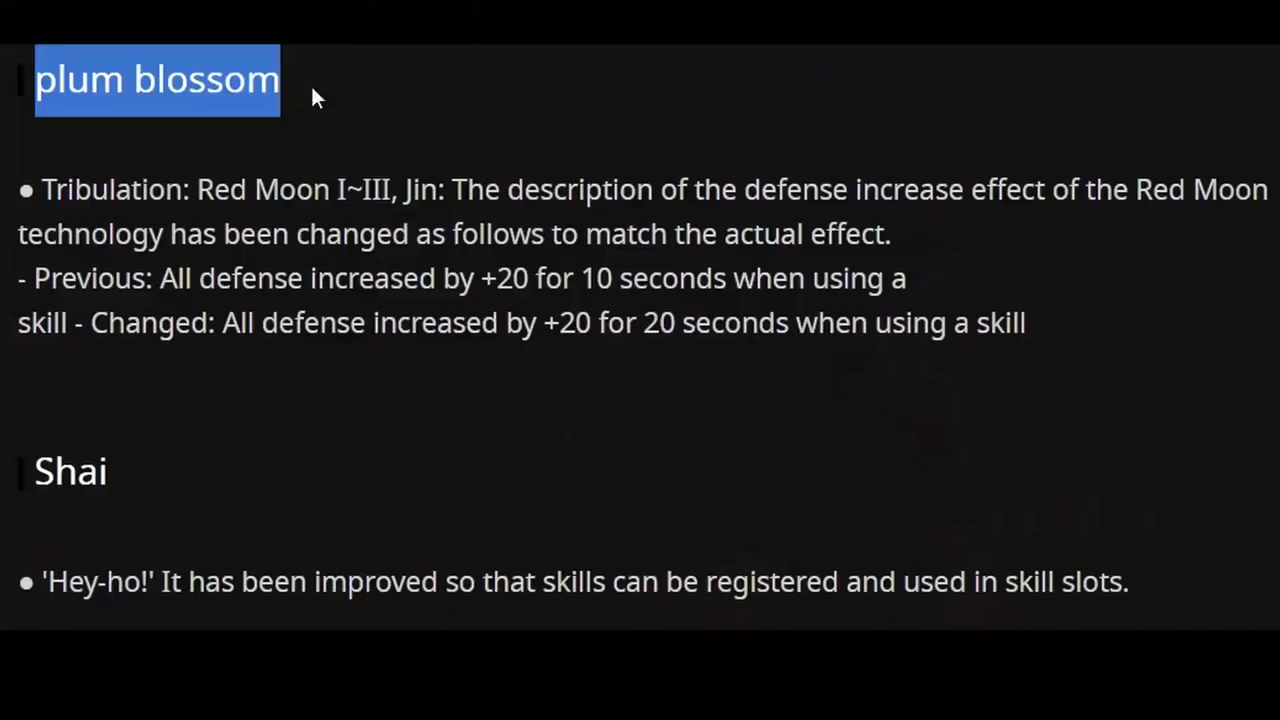 plum blossom
● Tribulation: Red Moon I~III, Jin: The description of the defense increase effect of the Red Moon
technology has been changed as follows to match the actual effect.
- Previous: All defense increased by +20 for 10 seconds when using a
skill - Changed: All defense increased by +20 for 20 seconds when using a skill
Shai
● 'Hey-ho!' It has been improved so that skills can be registered and used in skill slots.